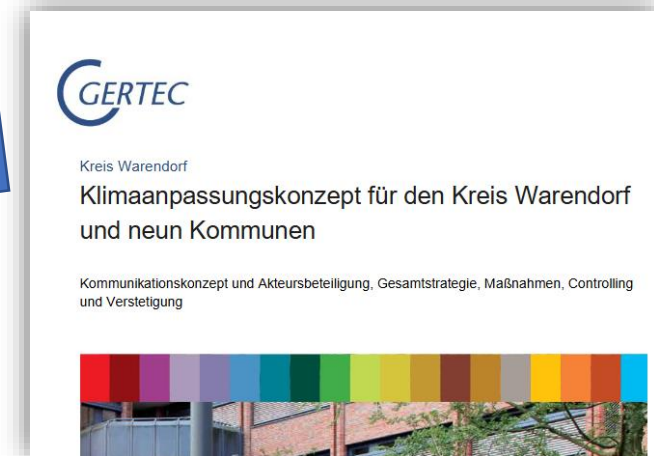 GERTEC
Kreis Warendorf
Klimaanpassungskonzept für den Kreis Warendorf
und neun Kommunen
Kommunikationskonzept und Akteursbeteiligung, Gesamtstrategie, Maßnahmen, Controlling
und Verstetigung